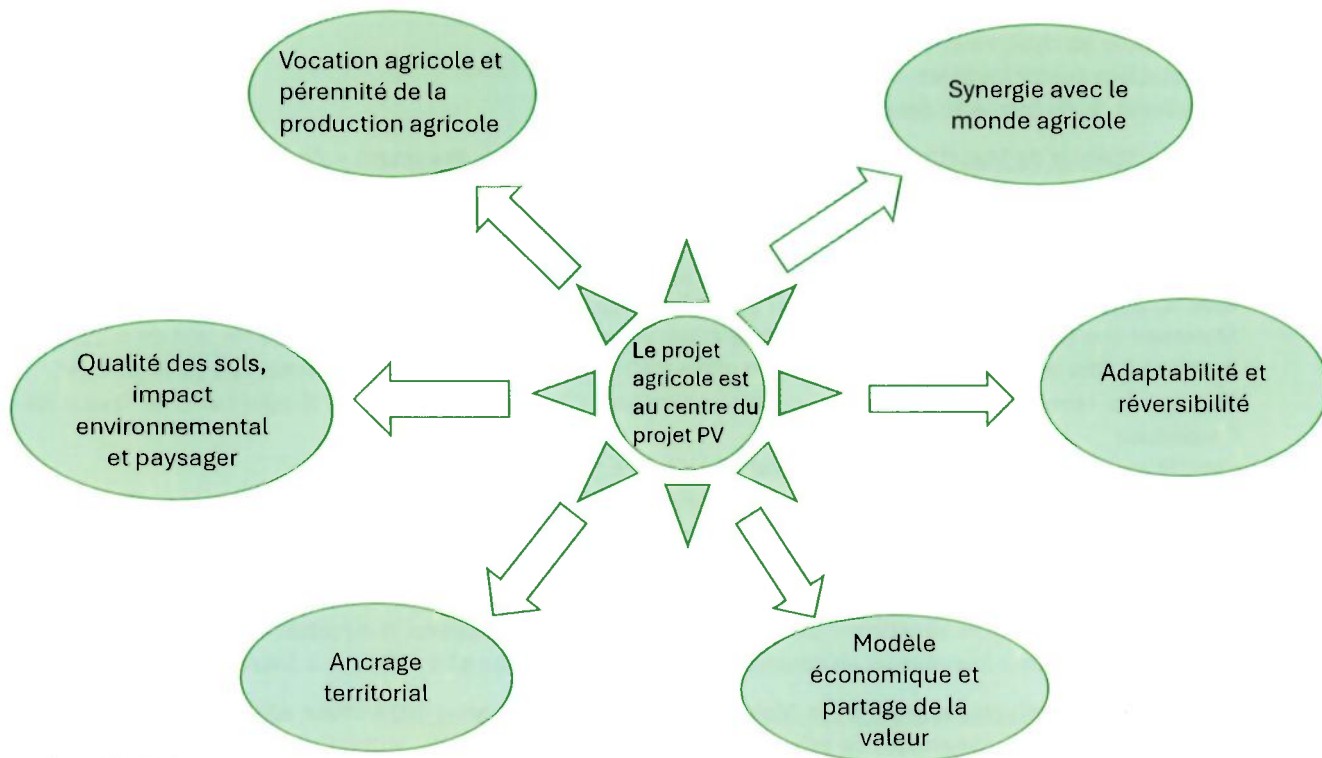 Vocation agricole et
pérennité de la
production agricole
Synergie avec le
monde agricole
Le projet
agricole est
au centre du
projet PV
Qualité des sols,
impact
environnemental
et paysager
Adaptabilité et
réversibilité
Ancrage
territorial
Modèle
économique et
partage de la
valeur